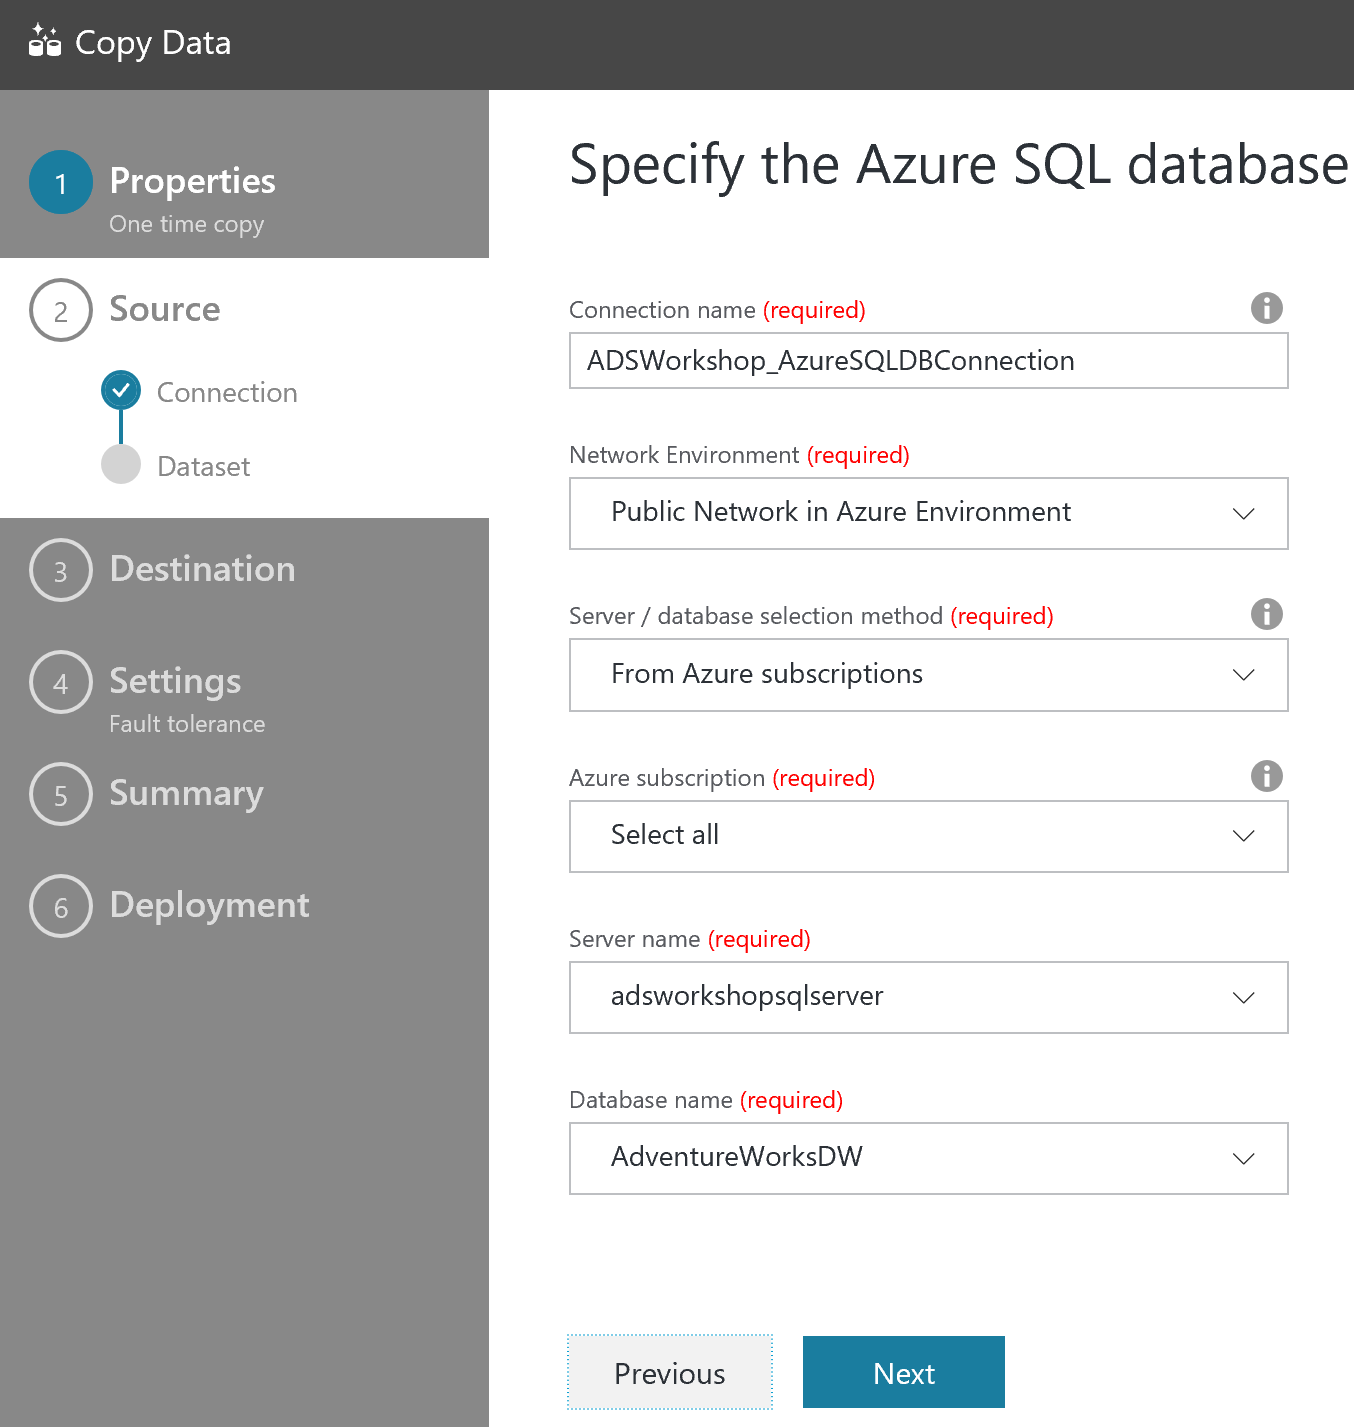 Copy Data
1 Properties
One time copy
2 Source
Connection
Dataset
3 Destination
4 Settings
Fault tolerance
5 Summary
6 Deployment
Specify the Azure SQL database
Connection name (required)
ADSWorkshop_AzureSQLDBConnection
Network Environment (required)
Public Network in Azure Environment
Server / database selection method (required)
From Azure subscriptions
Azure subscription (required)
Select all
Server name (required)
adsworkshopsqlserver
Database name (required)
AdventureWorksDW
Previous Next